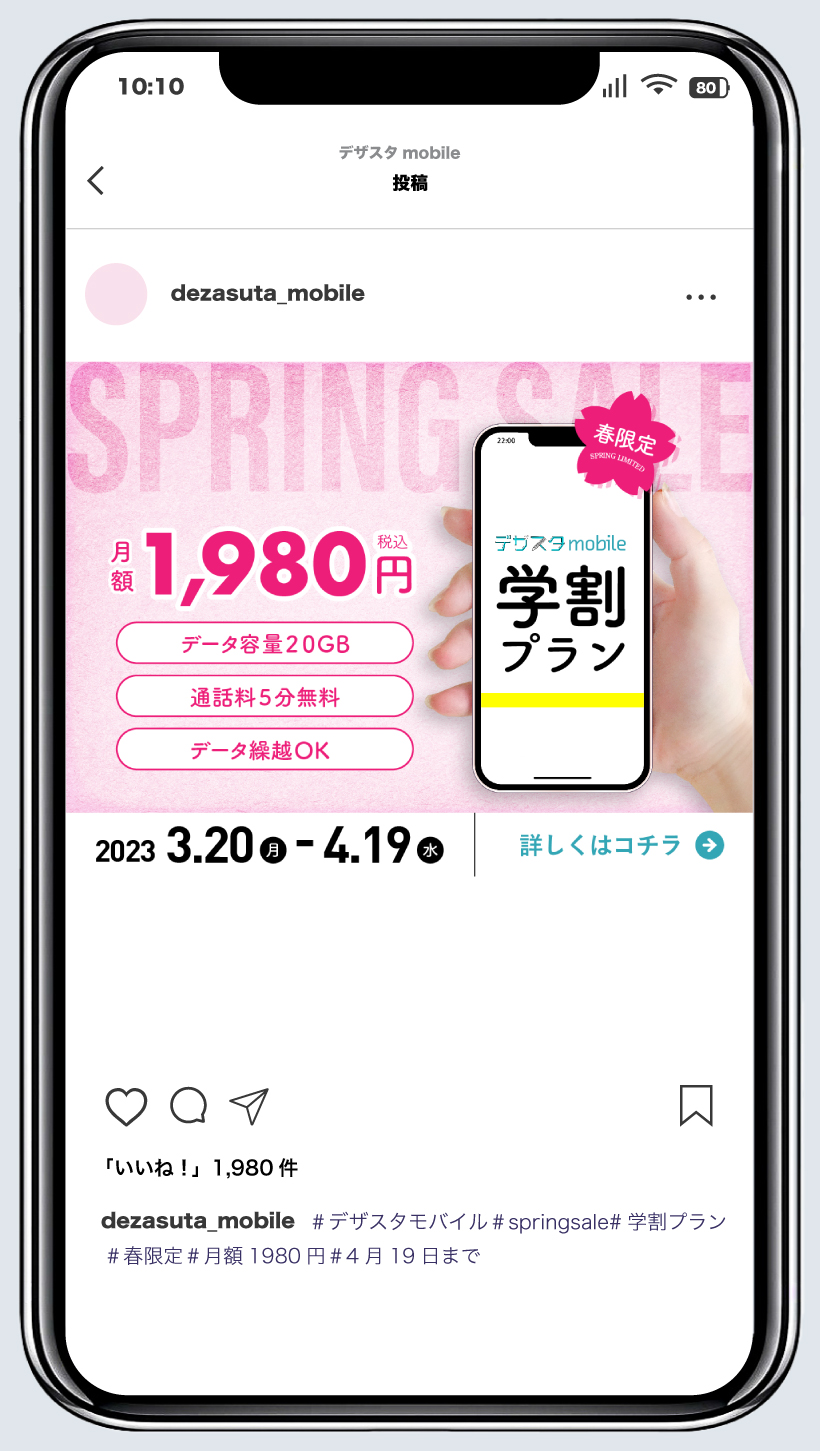 10:10
80
デザスタ mobile
投稿
dezasuta_mobile
SPRING SALE
春限定
SPRING LIMITED
22:00
月額 1,980円 税込
データ容量20GB
通話料5分無料
データ繰越OK
デザスタmobile
学割
プラン
2023 3.20 月 - 4.19 水
詳しくはコチラ
「いいね!」1,980 件
dezasuta_mobile #デザスタモバイル#springsale# 学割プラン
#春限定#月額 1980 円#4 月 19 日まで